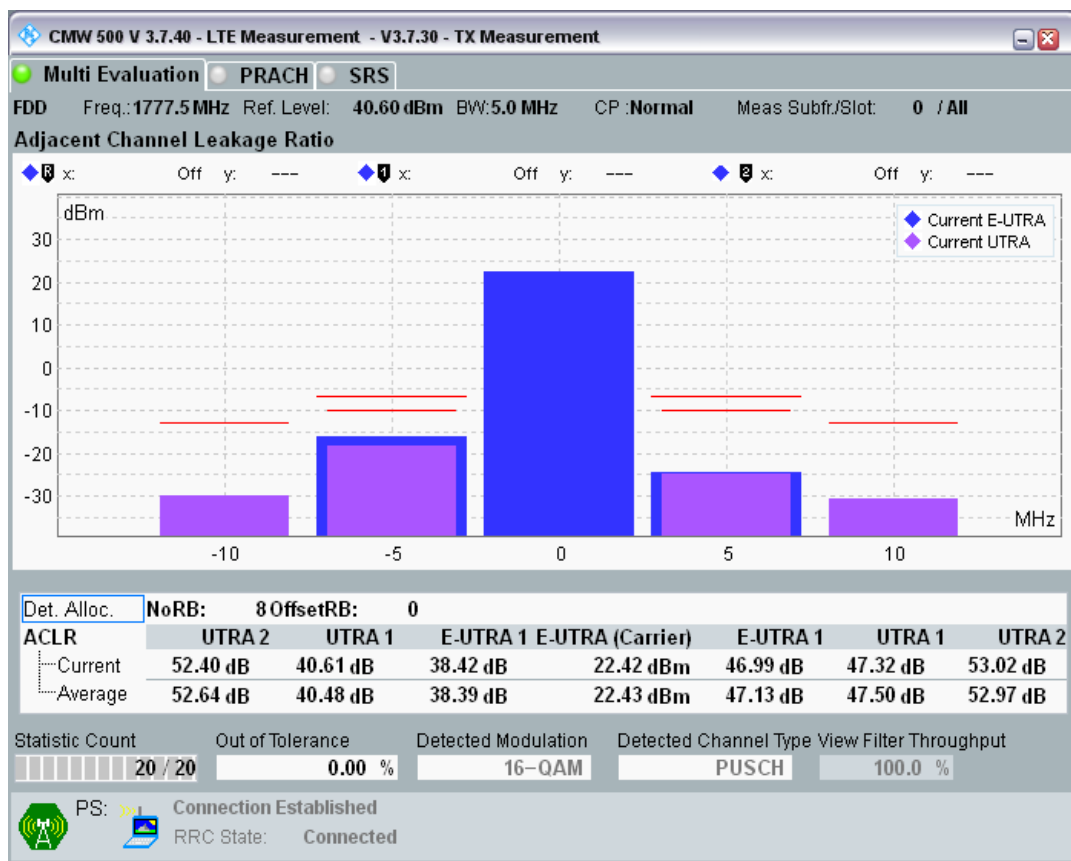 CMW 500 V 3.7.40 - LTE Measurement - V3.7.30 - TX Measurement
Multi Evaluation PRACH SRS
FDD Freq.:1777.5 MHz Ref. Level: 40.60 dBm BW:5.0 MHz CP :Normal Meas Subfr./Slot: 0 / All
Adjacent Channel Leakage Ratio
R x: Off y: --- 1 x: Off y: --- 2 x: Off y: ---
dBm
Current E-UTRA
Current UTRA
30
20
10
0
-10
-20
-30
MHz
-10 -5 0 5 10
Det. Alloc. NoRB: 8 OffsetRB: 0
ACLR UTRA 2 UTRA 1 E-UTRA 1 E-UTRA (Carrier) E-UTRA 1 UTRA 1 UTRA 2
Current 52.40 dB 40.61 dB 38.42 dB 22.42 dBm 46.99 dB 47.32 dB 53.02 dB
Average 52.64 dB 40.48 dB 38.39 dB 22.43 dBm 47.13 dB 47.50 dB 52.97 dB
Statistic Count Out of Tolerance Detected Modulation Detected Channel Type View Filter Throughput
20 / 20 0.00 % 16-QAM PUSCH 100.0 %
PS: Connection Established
RRC State: Connected